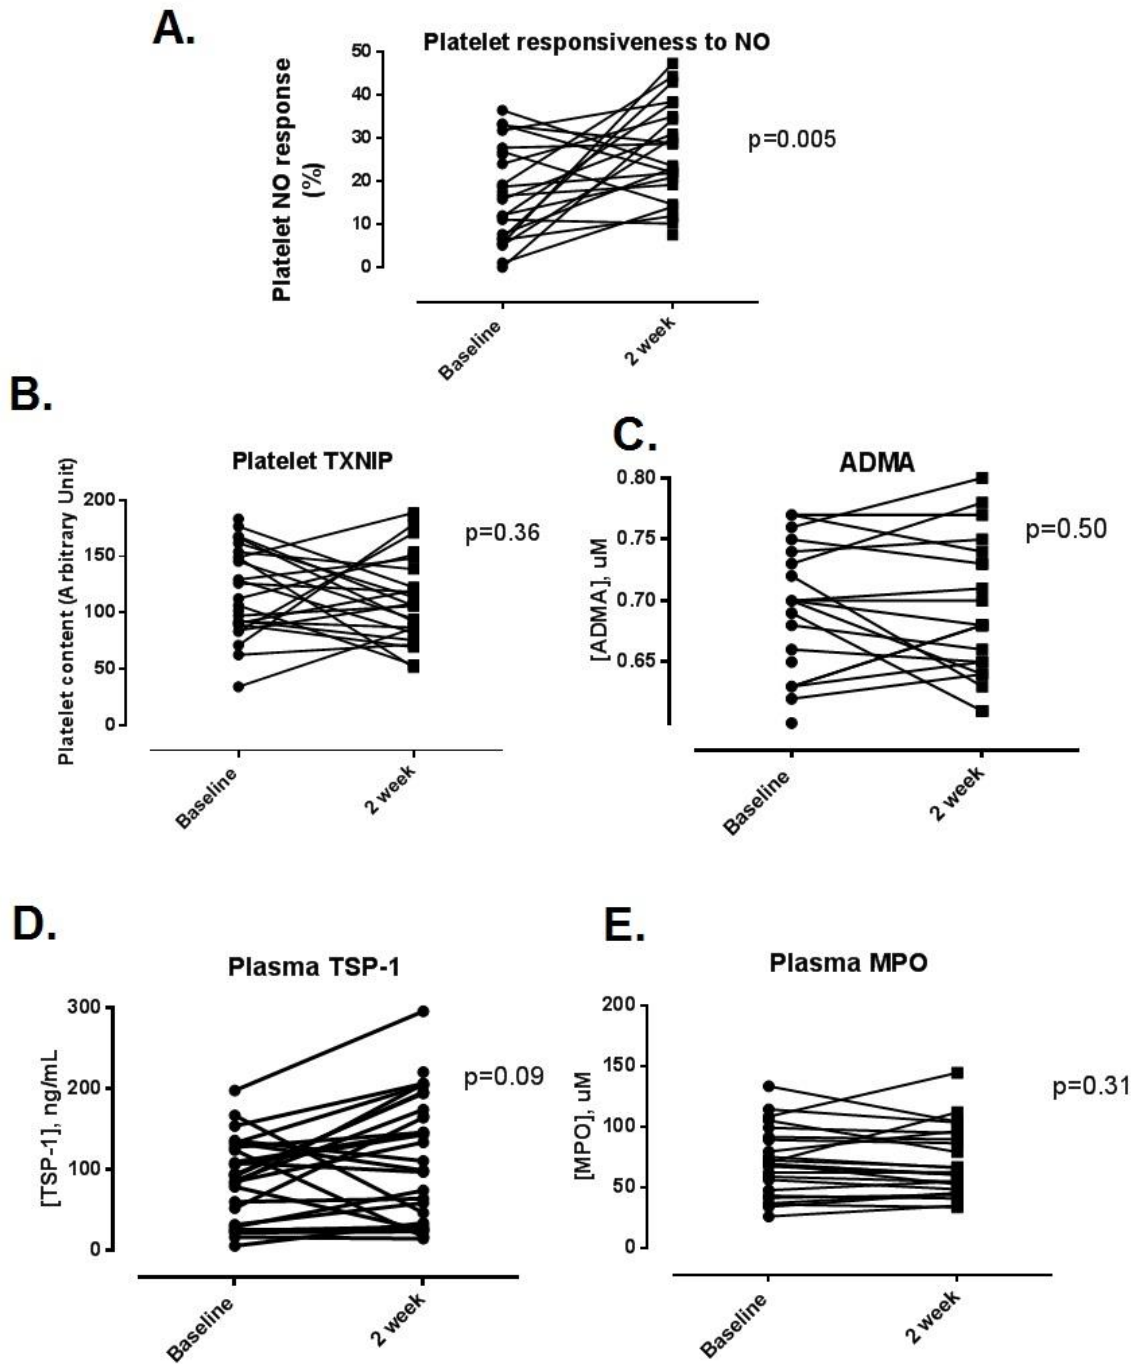 A.
Platelet responsiveness to NO
Platelet NO response
(%)
50
40
30
20
10
0
p=0.005
Baseline
2 week
B.
Platelet TXNIP
Platelet content (Arbitrary Unit)
200
150
100
50
0
p=0.36
Baseline
2 week
C.
ADMA
[ADMA], uM
0.80
0.75
0.70
0.65
p=0.50
Baseline
2 week
D.
Plasma TSP-1
[TSP-1], ng/mL
300
200
100
0
p=0.09
Baseline
2 week
E.
Plasma MPO
[MPO], uM
200
150
100
50
0
p=0.31
Baseline
2 week